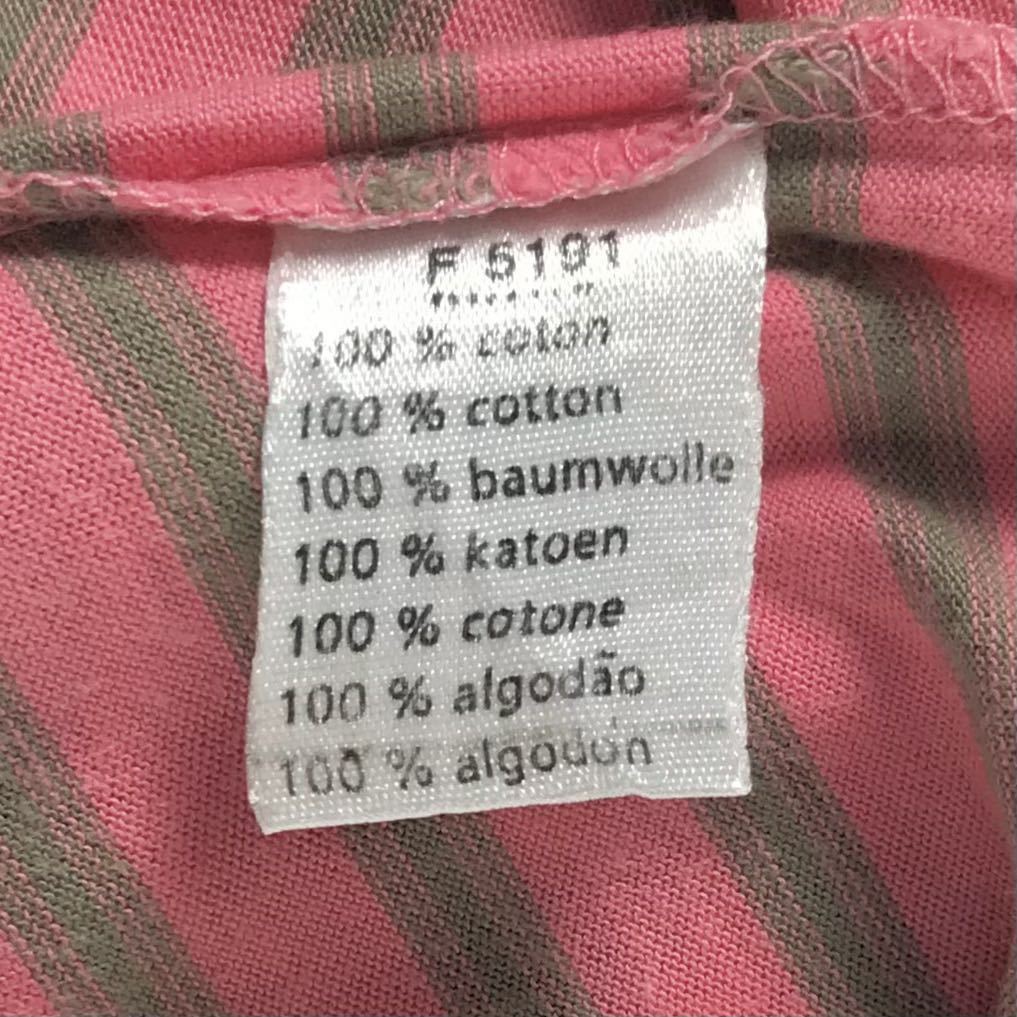 F 5191
100 % coton
100 % cotton
100 % baumwolle
100 % katoen
100 % cotone
100 % algodão
100 % algodon